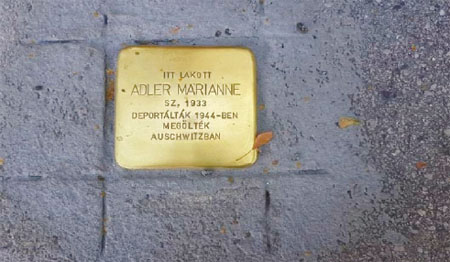 ITT LAKOTT
ADLER MARIANNE
SZ. 1933
DEPORTÁLTÁK 1944-BEN
MEGÖLTÉK
AUSCHWITZBAN